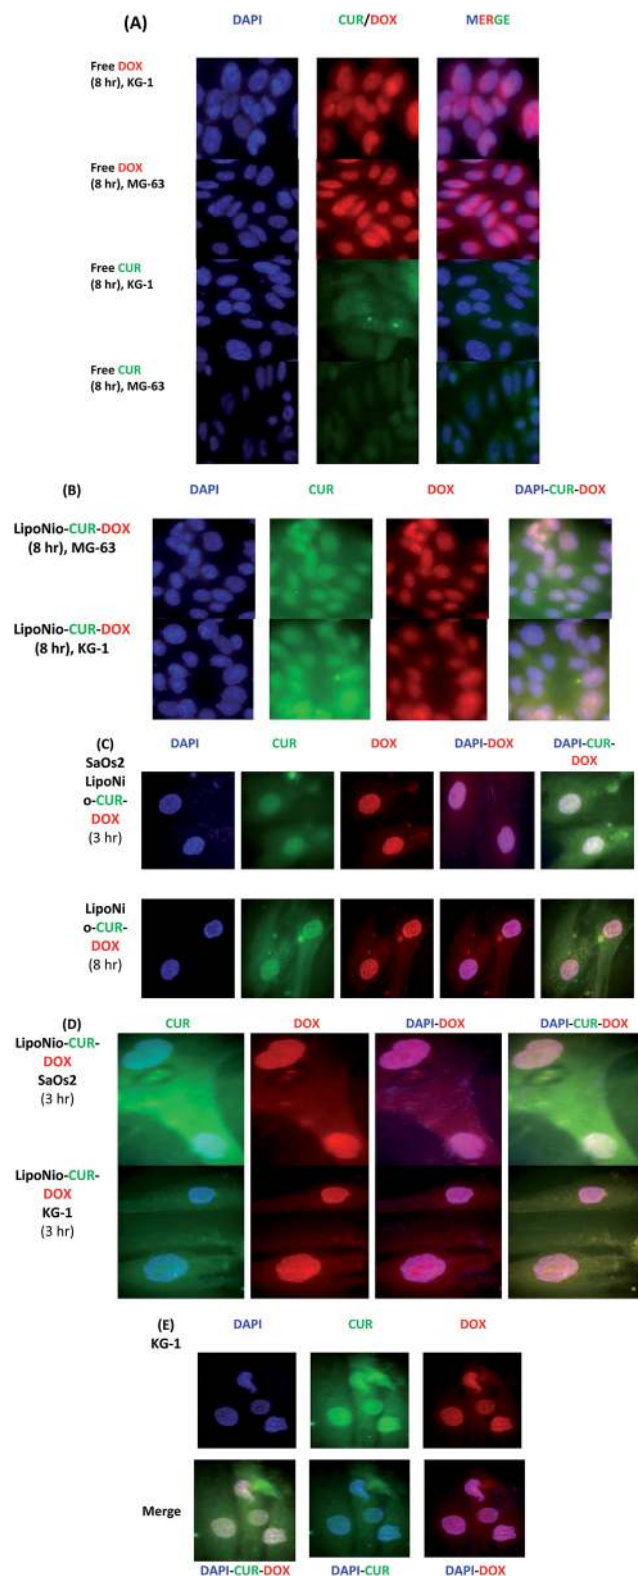 (A)
DAPI CUR/DOX MERGE
Free DOX
(8 hr), KG-1
Free DOX
(8 hr), MG-63
Free CUR
(8 hr), KG-1
Free CUR
(8 hr), MG-63
(B)
DAPI CUR DOX DAPI-CUR-DOX
LipoNio-CUR-DOX
(8 hr), MG-63
LipoNio-CUR-DOX
(8 hr), KG-1
(C)
DAPI CUR DOX DAPI-DOX DAPI-CUR-
DOX
SaOs2
LipoNi
o-CUR-
DOX
(3 hr)
LipoNi
o-CUR-
DOX
(8 hr)
(D)
CUR DOX DAPI-DOX DAPI-CUR-DOX
LipoNio-CUR-
DOX
SaOs2
(3 hr)
LipoNio-CUR-
DOX
KG-1
(3 hr)
(E)
DAPI CUR DOX
KG-1
Merge
DAPI-CUR-DOX DAPI-CUR DAPI-DOX